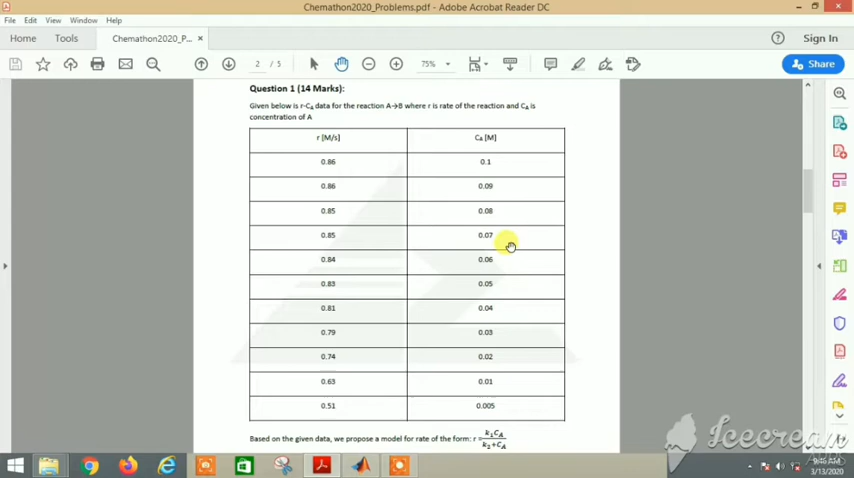 Chemathon2020_Problems.pdf - Adobe Acrobat Reader DC
File Edit View Window Help
Home Tools Chemathon2020_P... × Sign In
2 / 5 75% Share
Question 1 (14 Marks):
Given below is r-CA data for the reaction A→B where r is rate of the reaction and CA is
concentration of A
r [M/s] CA [M]
0.86 0.1
0.86 0.09
0.85 0.08
0.85 0.07
0.84 0.06
0.83 0.05
0.81 0.04
0.79 0.03
0.74 0.02
0.63 0.01
0.51 0.005
Based on the given data, we propose a model for rate of the form: r = k1CA / k2+CA
Icecream
Apps
9:46 AM
3/13/2020